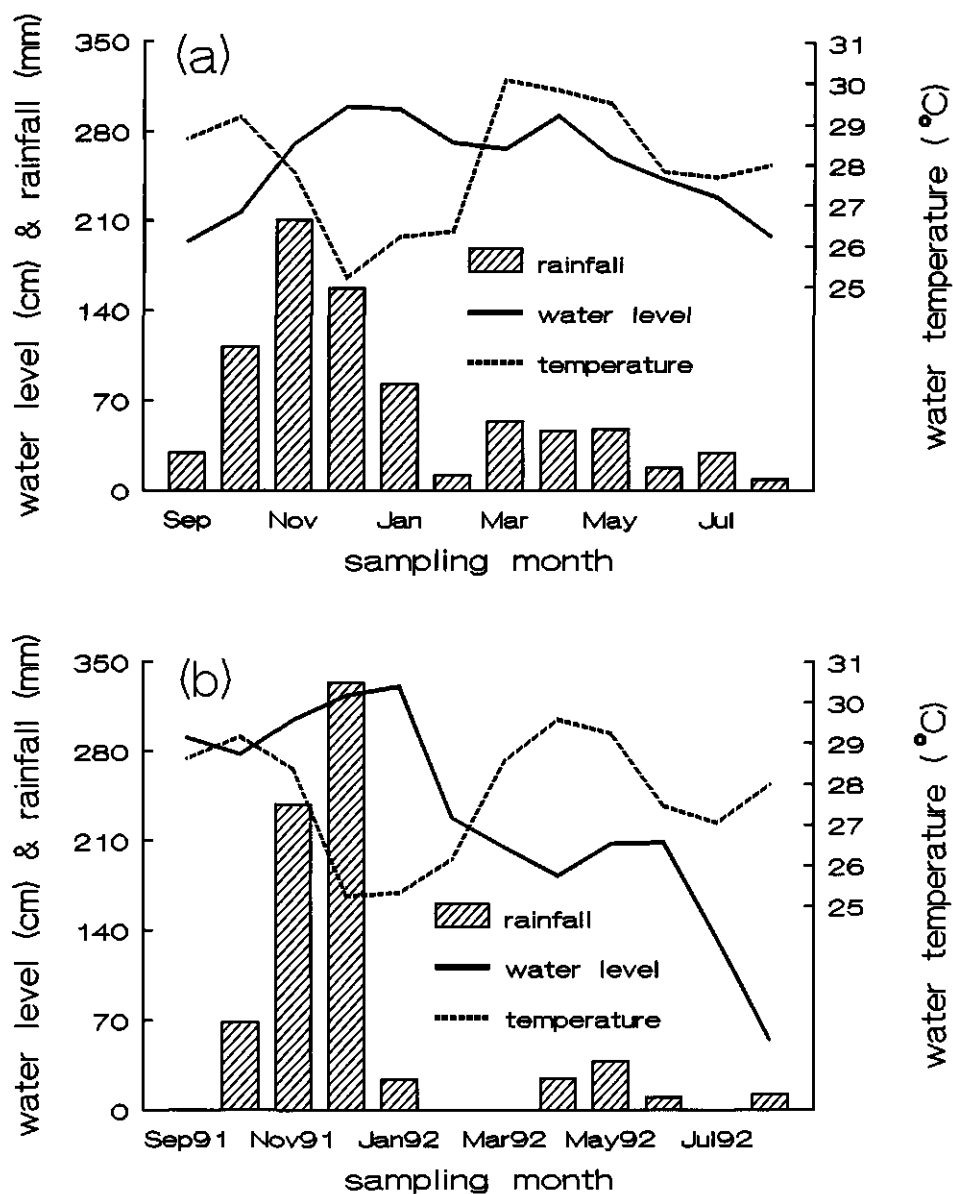 (a)
water level (cm) & rainfall (mm)
350
280
210
140
70
0
31
30
29
28
27
26
25
water temperature (°C)
rainfall
water level
temperature
Sep Nov Jan Mar May Jul
sampling month
(b)
water level (cm) & rainfall (mm)
350
280
210
140
70
0
31
30
29
28
27
26
25
water temperature (°C)
rainfall
water level
temperature
Sep91 Nov91 Jan92 Mar92 May92 Jul92
sampling month